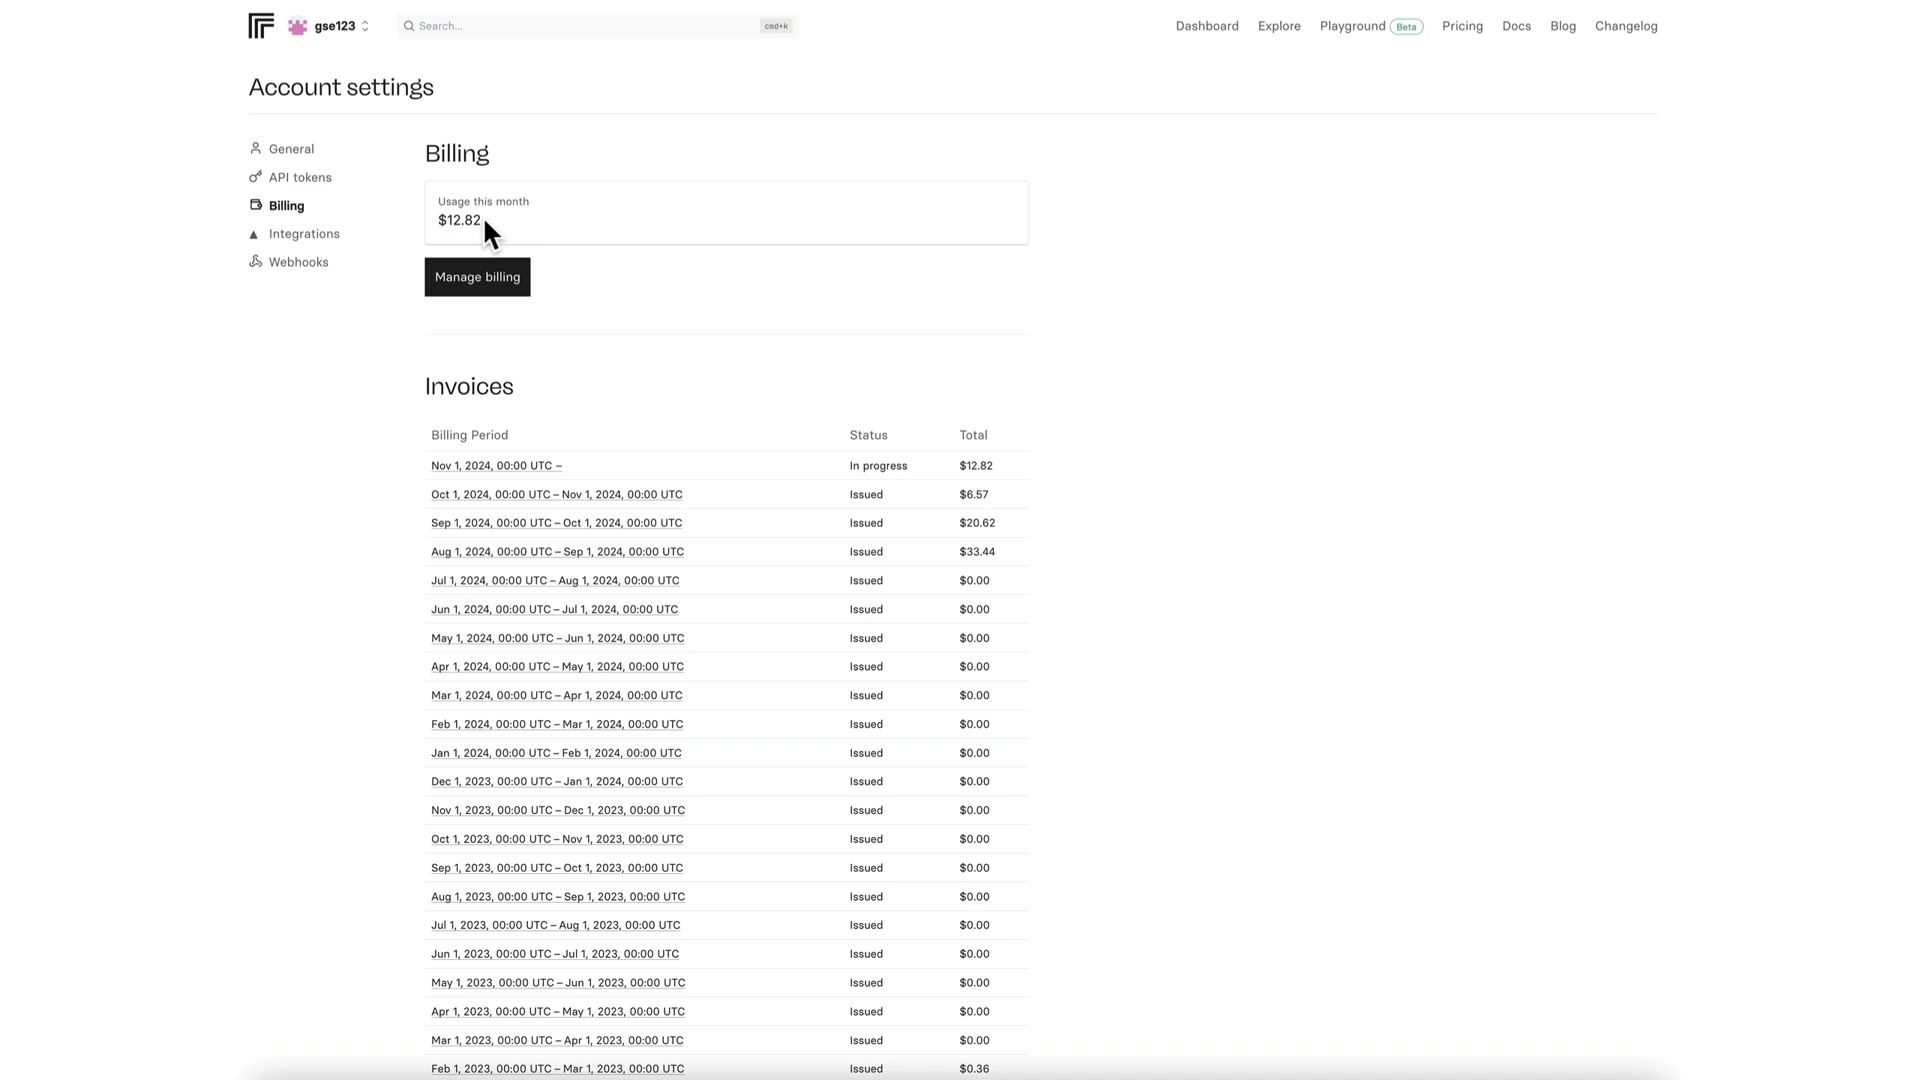 gse123
Search...
cmd+k
Dashboard
Explore
Playground Beta
Pricing
Docs
Blog
Changelog
Account settings
General
API tokens
Billing
Integrations
Webhooks
Billing
Usage this month
$12.82
Manage billing
Invoices
Billing Period Status Total
Nov 1, 2024, 00:00 UTC – In progress $12.82
Oct 1, 2024, 00:00 UTC – Nov 1, 2024, 00:00 UTC Issued $6.57
Sep 1, 2024, 00:00 UTC – Oct 1, 2024, 00:00 UTC Issued $20.62
Aug 1, 2024, 00:00 UTC – Sep 1, 2024, 00:00 UTC Issued $33.44
Jul 1, 2024, 00:00 UTC – Aug 1, 2024, 00:00 UTC Issued $0.00
Jun 1, 2024, 00:00 UTC – Jul 1, 2024, 00:00 UTC Issued $0.00
May 1, 2024, 00:00 UTC – Jun 1, 2024, 00:00 UTC Issued $0.00
Apr 1, 2024, 00:00 UTC – May 1, 2024, 00:00 UTC Issued $0.00
Mar 1, 2024, 00:00 UTC – Apr 1, 2024, 00:00 UTC Issued $0.00
Feb 1, 2024, 00:00 UTC – Mar 1, 2024, 00:00 UTC Issued $0.00
Jan 1, 2024, 00:00 UTC – Feb 1, 2024, 00:00 UTC Issued $0.00
Dec 1, 2023, 00:00 UTC – Jan 1, 2024, 00:00 UTC Issued $0.00
Nov 1, 2023, 00:00 UTC – Dec 1, 2023, 00:00 UTC Issued $0.00
Oct 1, 2023, 00:00 UTC – Nov 1, 2023, 00:00 UTC Issued $0.00
Sep 1, 2023, 00:00 UTC – Oct 1, 2023, 00:00 UTC Issued $0.00
Aug 1, 2023, 00:00 UTC – Sep 1, 2023, 00:00 UTC Issued $0.00
Jul 1, 2023, 00:00 UTC – Aug 1, 2023, 00:00 UTC Issued $0.00
Jun 1, 2023, 00:00 UTC – Jul 1, 2023, 00:00 UTC Issued $0.00
May 1, 2023, 00:00 UTC – Jun 1, 2023, 00:00 UTC Issued $0.00
Apr 1, 2023, 00:00 UTC – May 1, 2023, 00:00 UTC Issued $0.00
Mar 1, 2023, 00:00 UTC – Apr 1, 2023, 00:00 UTC Issued $0.00
Feb 1, 2023, 00:00 UTC – Mar 1, 2023, 00:00 UTC Issued $0.36